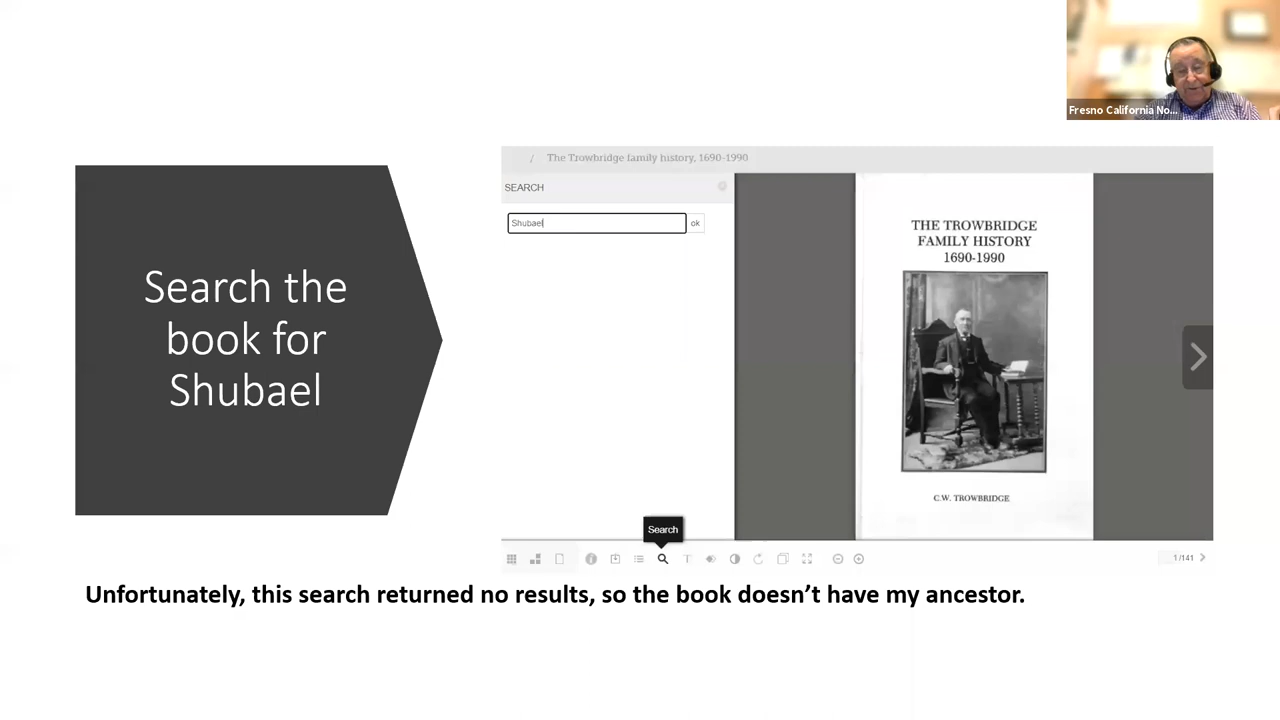 Fresno California No...
Search the
book for
Shubael
/ The Trowbridge family history, 1690-1990
SEARCH
Shubael
ok
THE TROWBRIDGE
FAMILY HISTORY
1690-1990
C.W. TROWBRIDGE
Search
1/141
Unfortunately, this search returned no results, so the book doesn’t have my ancestor.